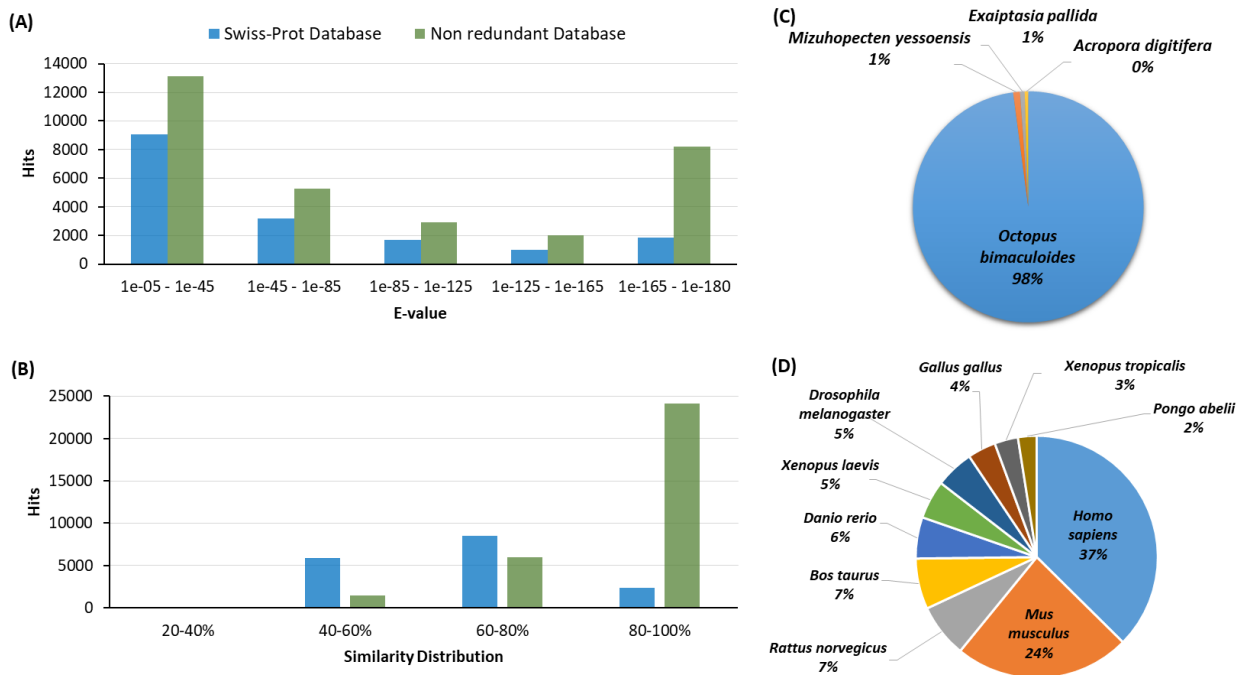 (A)
Swiss-Prot Database
Non redundant Database
14000
12000
10000
8000
6000
4000
2000
0
Hits
1e-05 - 1e-45
1e-45 - 1e-85
1e-85 - 1e-125
1e-125 - 1e-165
1e-165 - 1e-180
E-value
(B)
25000
20000
15000
10000
5000
0
Hits
20-40%
40-60%
60-80%
80-100%
Similarity Distribution
(C)
Exaiptasia pallida
1%
Mizuhopecten yessoensis
1%
Acropora digitifera
0%
Octopus
bimaculoides
98%
(D)
Gallus gallus
4%
Xenopus tropicalis
3%
Drosophila
melanogaster
5%
Pongo abelii
2%
Xenopus laevis
5%
Danio rerio
6%
Bos taurus
7%
Rattus norvegicus
7%
Homo
sapiens
37%
Mus
musculus
24%